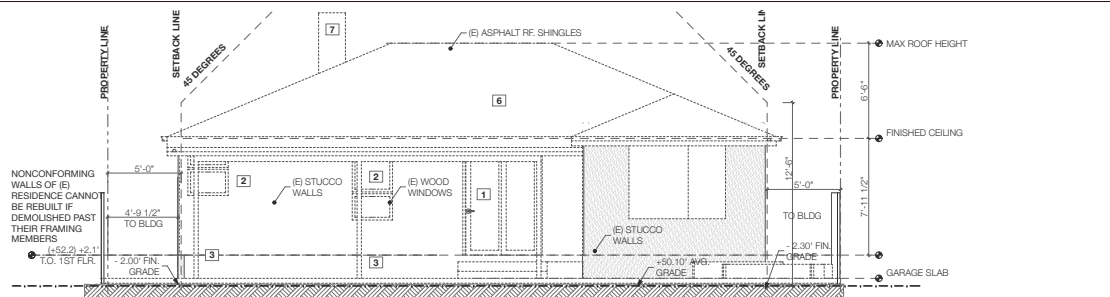 PROPERTY LINE
SETBACK LINE
45 DEGREES
7
(E) ASPHALT RF. SHINGLES
6
45 DEGREES
SETBACK LIN
PROPERTY LINE
MAX ROOF HEIGHT
6'-6"
FINISHED CEILING
NONCONFORMING
WALLS OF (E)
RESIDENCE CANNOT
BE REBUILT IF
DEMOLISHED PAST
THEIR FRAMING
MEMBERS
5'-0"
4'-9 1/2"
TO BLDG
(+52.2) +2.1'
T.O. 1ST FLR.
- 2.00' FIN.
GRADE
2
(E) STUCCO
WALLS
2
(E) WOOD
WINDOWS
1
3
3
(E) STUCCO
WALLS
+50.10' AVG.
GRADE
12'-6"
5'-0"
TO BLDG
- 2.30' FIN.
GRADE
7'-11 1/2"
GARAGE SLAB